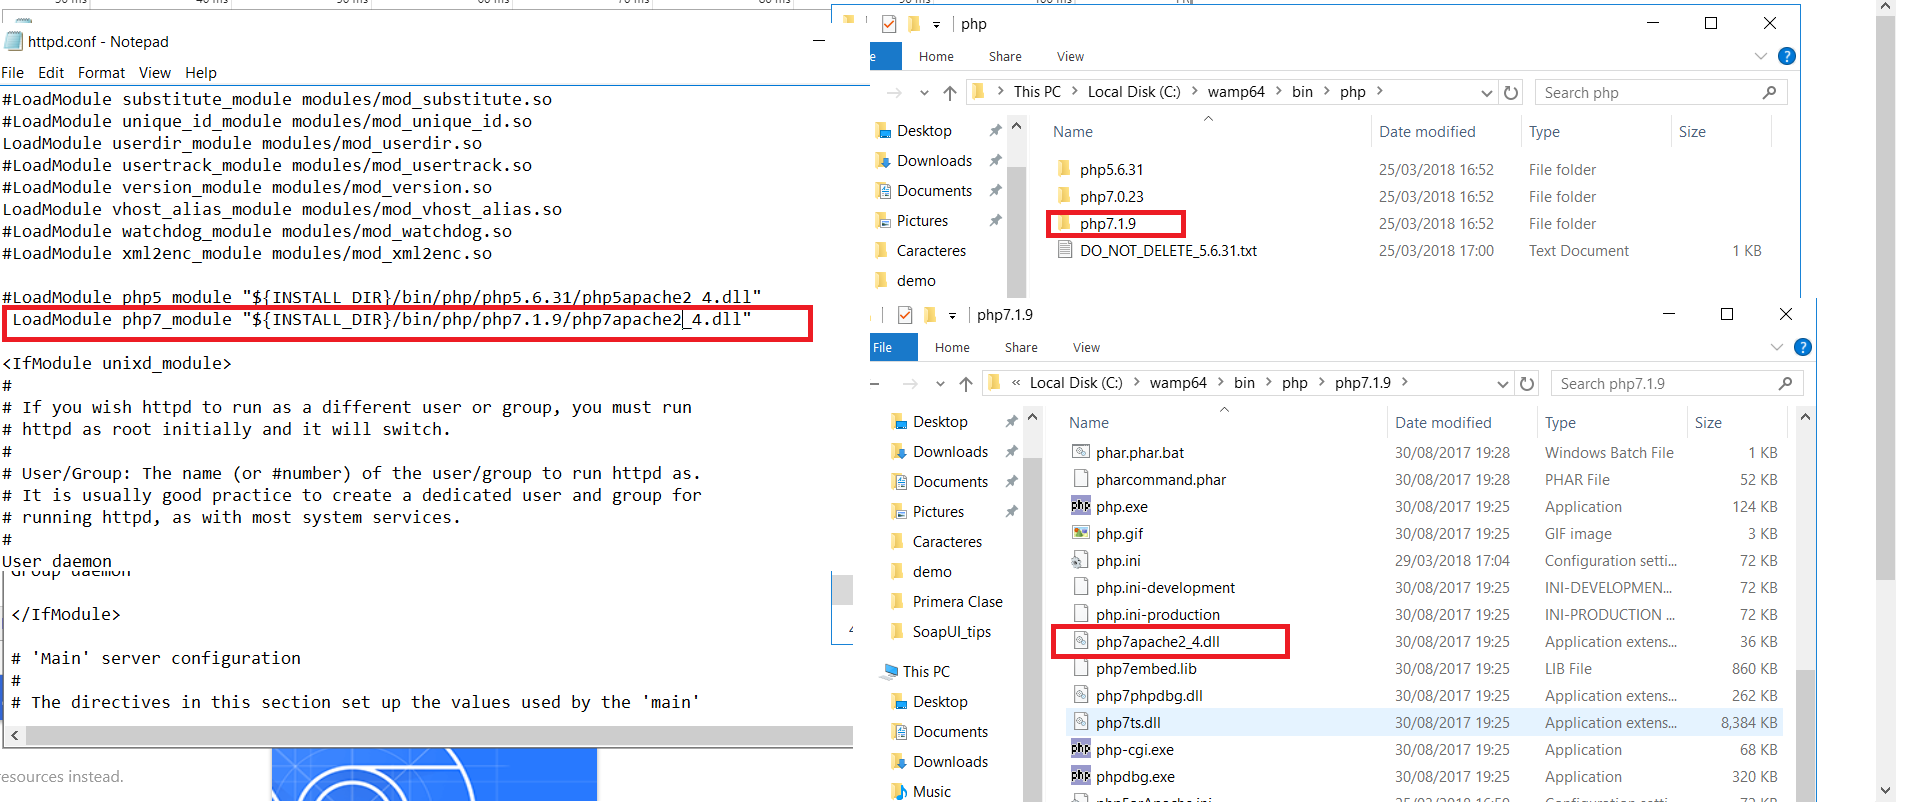 httpd.conf - Notepad
File Edit Format View Help
#LoadModule substitute_module modules/mod_substitute.so
#LoadModule unique_id_module modules/mod_unique_id.so
LoadModule userdir_module modules/mod_userdir.so
#LoadModule usertrack_module modules/mod_usertrack.so
#LoadModule version_module modules/mod_version.so
LoadModule vhost_alias_module modules/mod_vhost_alias.so
#LoadModule watchdog_module modules/mod_watchdog.so
#LoadModule xml2enc_module modules/mod_xml2enc.so
#LoadModule php5_module "${INSTALL_DIR}/bin/php/php5.6.31/php5apache2_4.dll"
LoadModule php7_module "${INSTALL_DIR}/bin/php/php7.1.9/php7apache2_4.dll"
<IfModule unixd_module>
#
# If you wish httpd to run as a different user or group, you must run
# httpd as root initially and it will switch.
#
# User/Group: The name (or #number) of the user/group to run httpd as.
# It is usually good practice to create a dedicated user and group for
# running httpd, as with most system services.
#
User daemon
Group daemon
</IfModule>
# 'Main' server configuration
#
# The directives in this section set up the values used by the 'main'
resources instead.
php
Home Share View
This PC > Local Disk (C:) > wamp64 > bin > php >
Search php
Desktop
Downloads
Documents
Pictures
Caracteres
demo
Name Date modified Type Size
php5.6.31 25/03/2018 16:52 File folder
php7.0.23 25/03/2018 16:52 File folder
php7.1.9 25/03/2018 16:52 File folder
DO_NOT_DELETE_5.6.31.txt 25/03/2018 17:00 Text Document 1 KB
php7.1.9
File Home Share View
« Local Disk (C:) > wamp64 > bin > php > php7.1.9 >
Search php7.1.9
Desktop
Downloads
Documents
Pictures
Caracteres
demo
Primera Clase
SoapUI_tips
This PC
Desktop
Documents
Downloads
Music
Name Date modified Type Size
phar.phar.bat 30/08/2017 19:28 Windows Batch File 1 KB
pharcommand.phar 30/08/2017 19:28 PHAR File 52 KB
php.exe 30/08/2017 19:25 Application 124 KB
php.gif 30/08/2017 19:25 GIF image 3 KB
php.ini 29/03/2018 17:04 Configuration setti... 72 KB
php.ini-development 30/08/2017 19:25 INI-DEVELOPMEN... 72 KB
php.ini-production 30/08/2017 19:25 INI-PRODUCTION ... 72 KB
php7apache2_4.dll 30/08/2017 19:25 Application extens... 36 KB
php7embed.lib 30/08/2017 19:25 LIB File 860 KB
php7phpdbg.dll 30/08/2017 19:25 Application extens... 262 KB
php7ts.dll 30/08/2017 19:25 Application extens... 8,384 KB
php-cgi.exe 30/08/2017 19:25 Application 68 KB
phpdbg.exe 30/08/2017 19:25 Application 320 KB